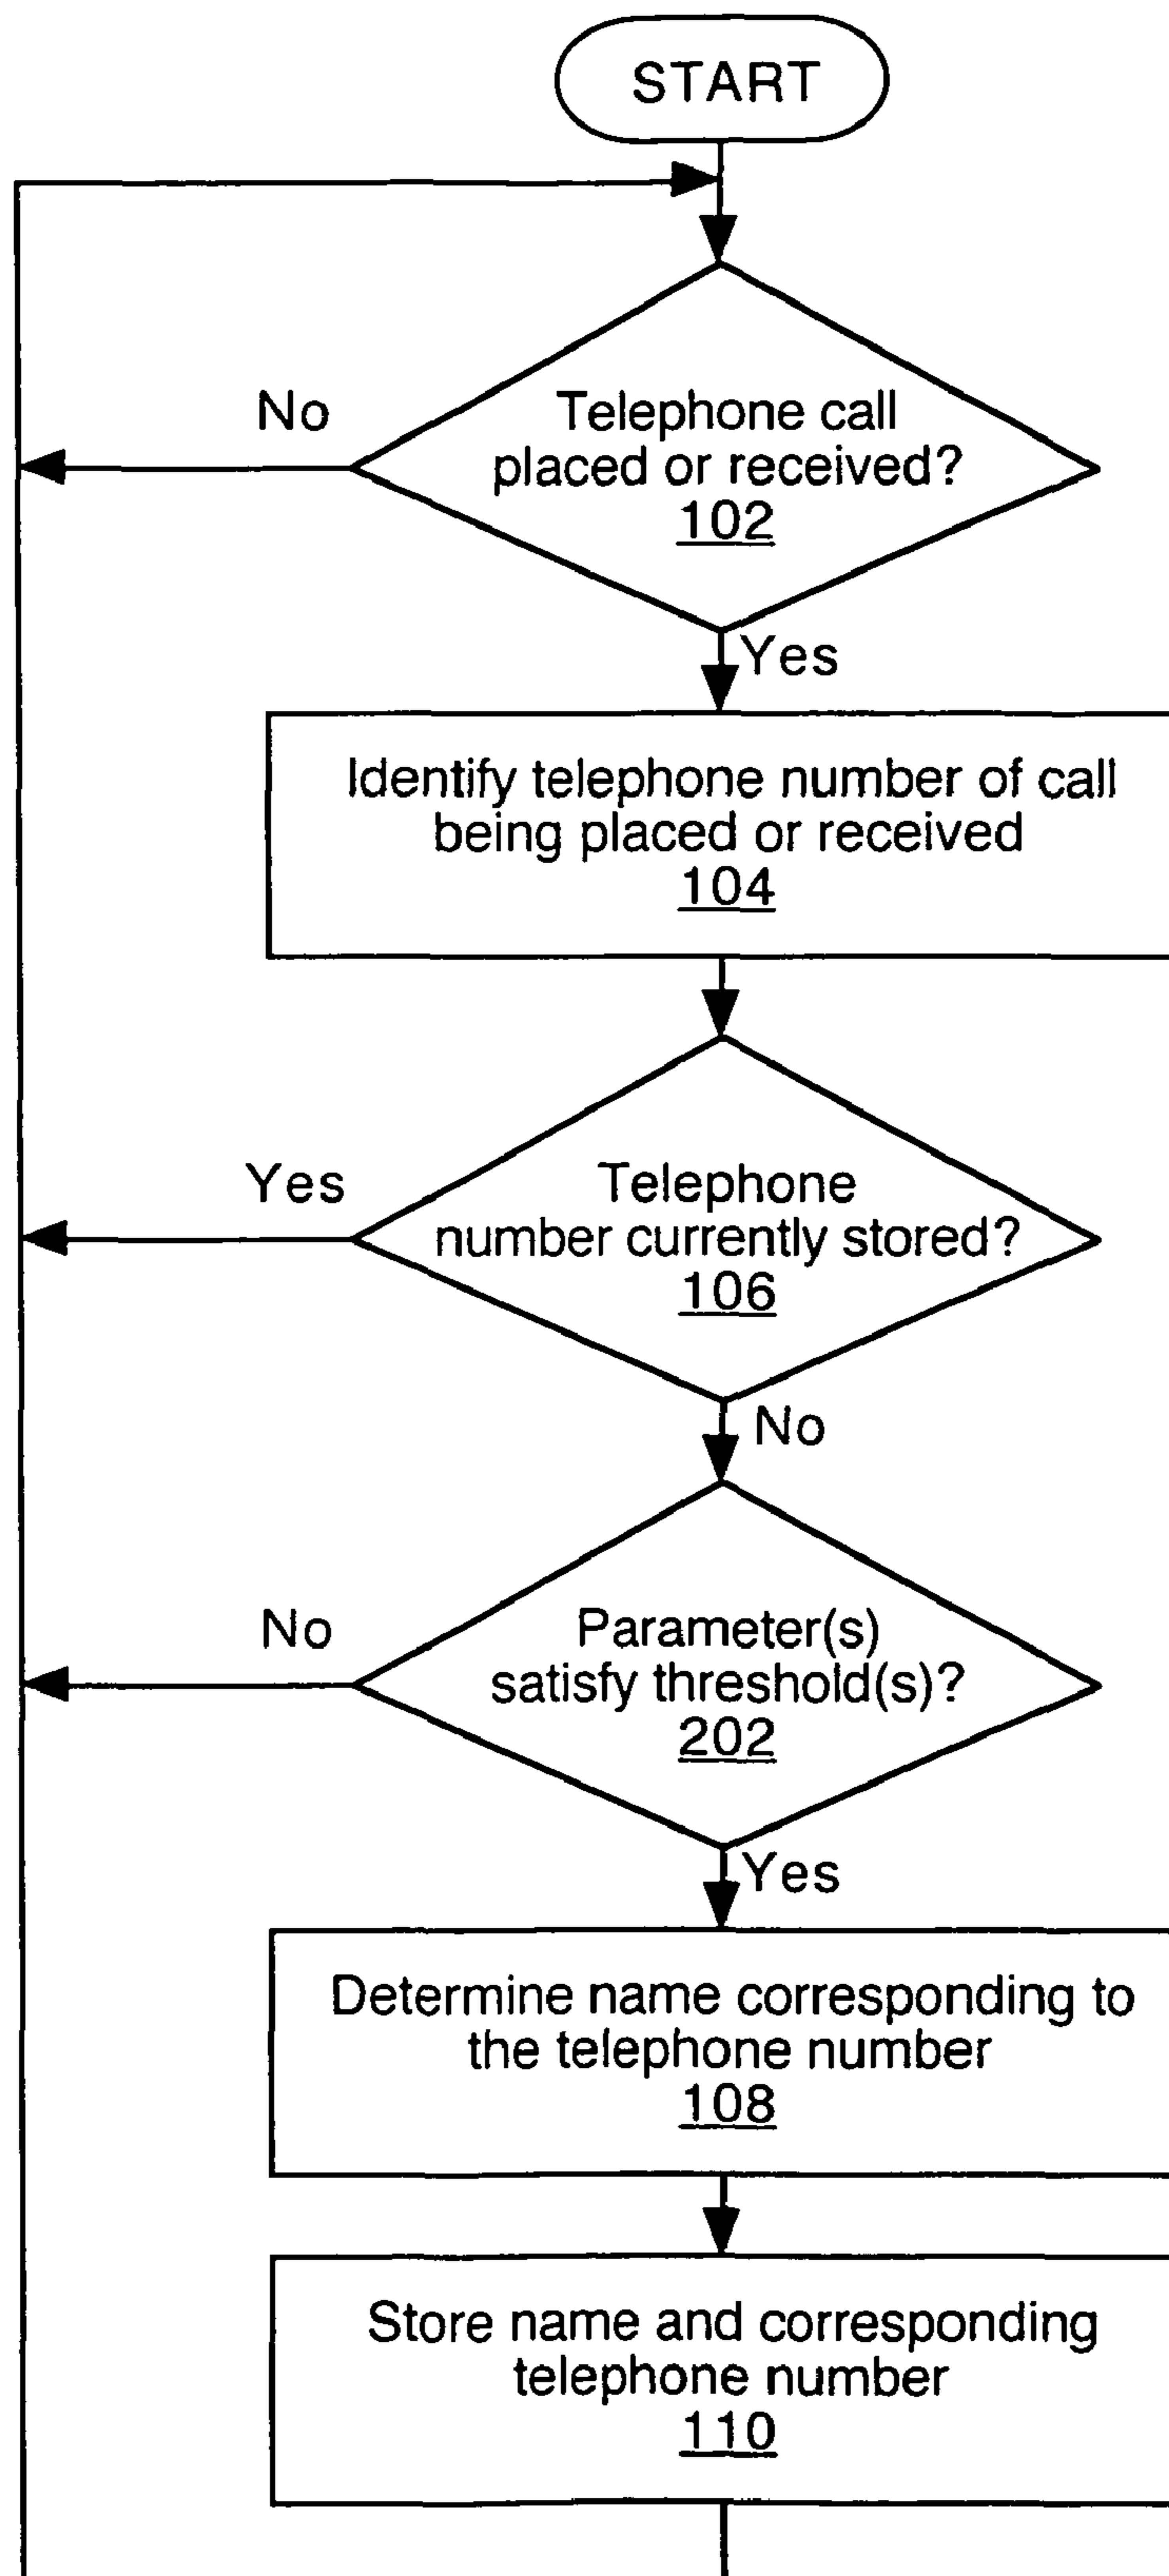 START
No
Telephone call
placed or received?
102
Yes
Identify telephone number of call
being placed or received
104
Yes
Telephone
number currently stored?
106
No
No
Parameter(s)
satisfy threshold(s)?
202
Yes
Determine name corresponding to
the telephone number
108
Store name and corresponding
telephone number
110